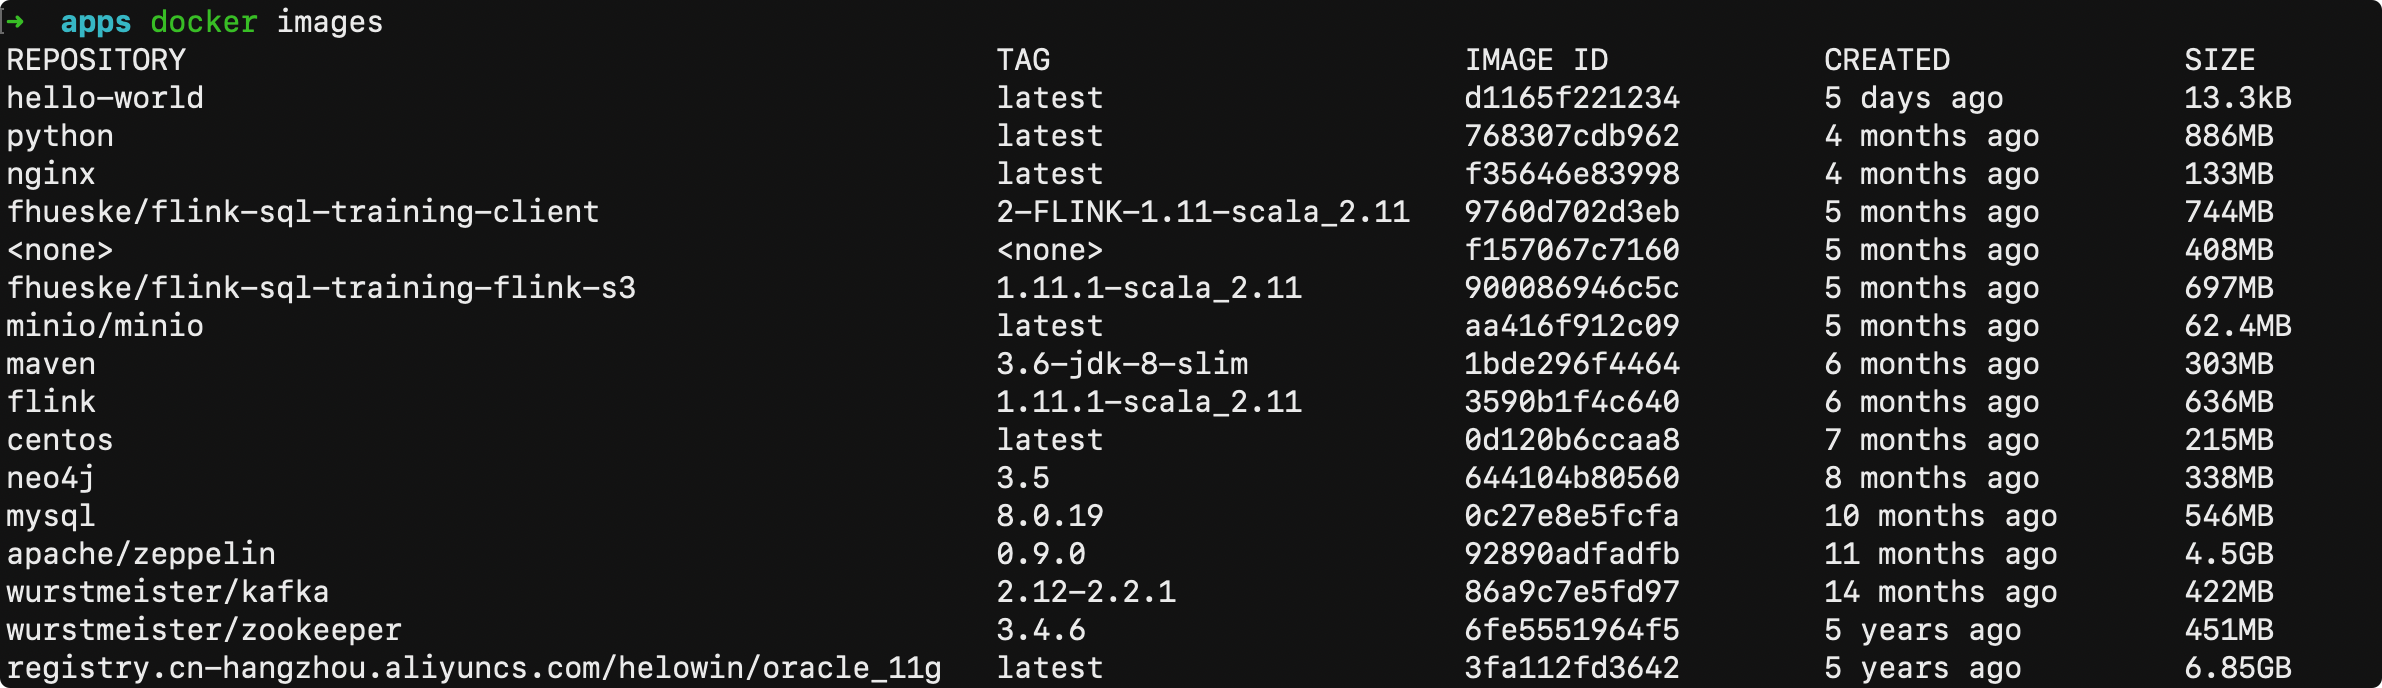 ➜  apps docker images
REPOSITORY TAG IMAGE ID CREATED SIZE
hello-world latest d1165f221234 5 days ago 13.3kB
python latest 768307cdb962 4 months ago 886MB
nginx latest f35646e83998 4 months ago 133MB
fhueske/flink-sql-training-client 2-FLINK-1.11-scala_2.11 9760d702d3eb 5 months ago 744MB
<none> <none> f157067c7160 5 months ago 408MB
fhueske/flink-sql-training-flink-s3 1.11.1-scala_2.11 900086946c5c 5 months ago 697MB
minio/minio latest aa416f912c09 5 months ago 62.4MB
maven 3.6-jdk-8-slim 1bde296f4464 6 months ago 303MB
flink 1.11.1-scala_2.11 3590b1f4c640 6 months ago 636MB
centos latest 0d120b6ccaa8 7 months ago 215MB
neo4j 3.5 644104b80560 8 months ago 338MB
mysql 8.0.19 0c27e8e5fcfa 10 months ago 546MB
apache/zeppelin 0.9.0 92890adfadfb 11 months ago 4.5GB
wurstmeister/kafka 2.12-2.2.1 86a9c7e5fd97 14 months ago 422MB
wurstmeister/zookeeper 3.4.6 6fe5551964f5 5 years ago 451MB
registry.cn-hangzhou.aliyuncs.com/helowin/oracle_11g latest 3fa112fd3642 5 years ago 6.85GB